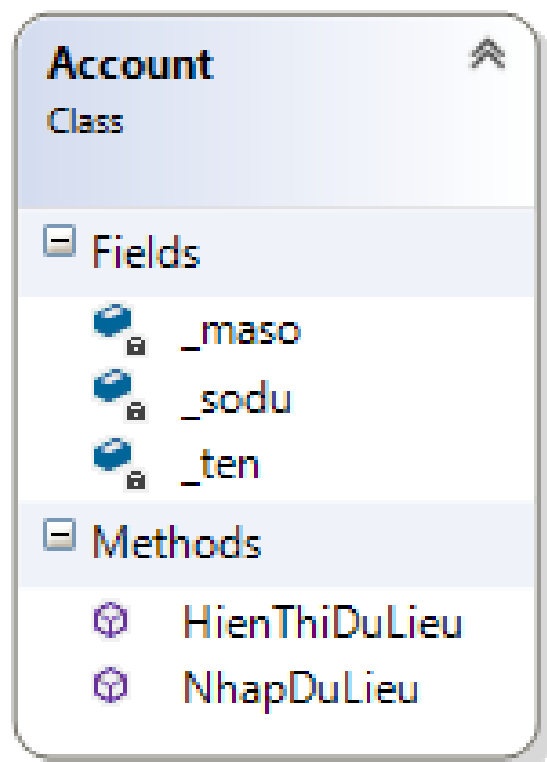 Account
Class
Fields
_maso
_sodu
_ten
Methods
HienThiDuLieu
NhapDuLieu